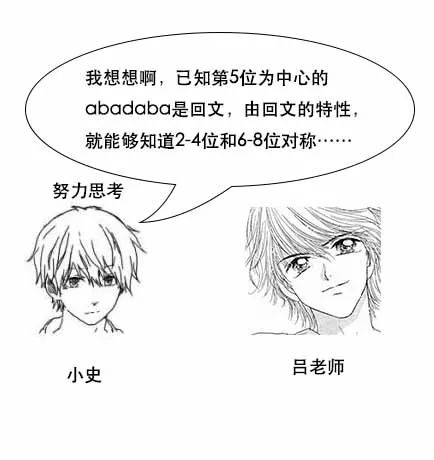 我想想啊，已知第5位为中心的
abadaba是回文，由回文的特性，
就能够知道2-4位和6-8位对称……
努力思考
小史
吕老师